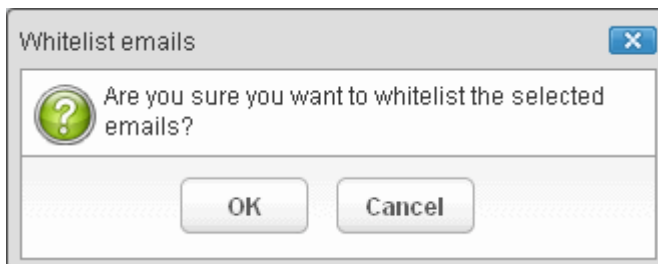 Whitelist emails
Are you sure you want to whitelist the selected
emails?
OK
Cancel